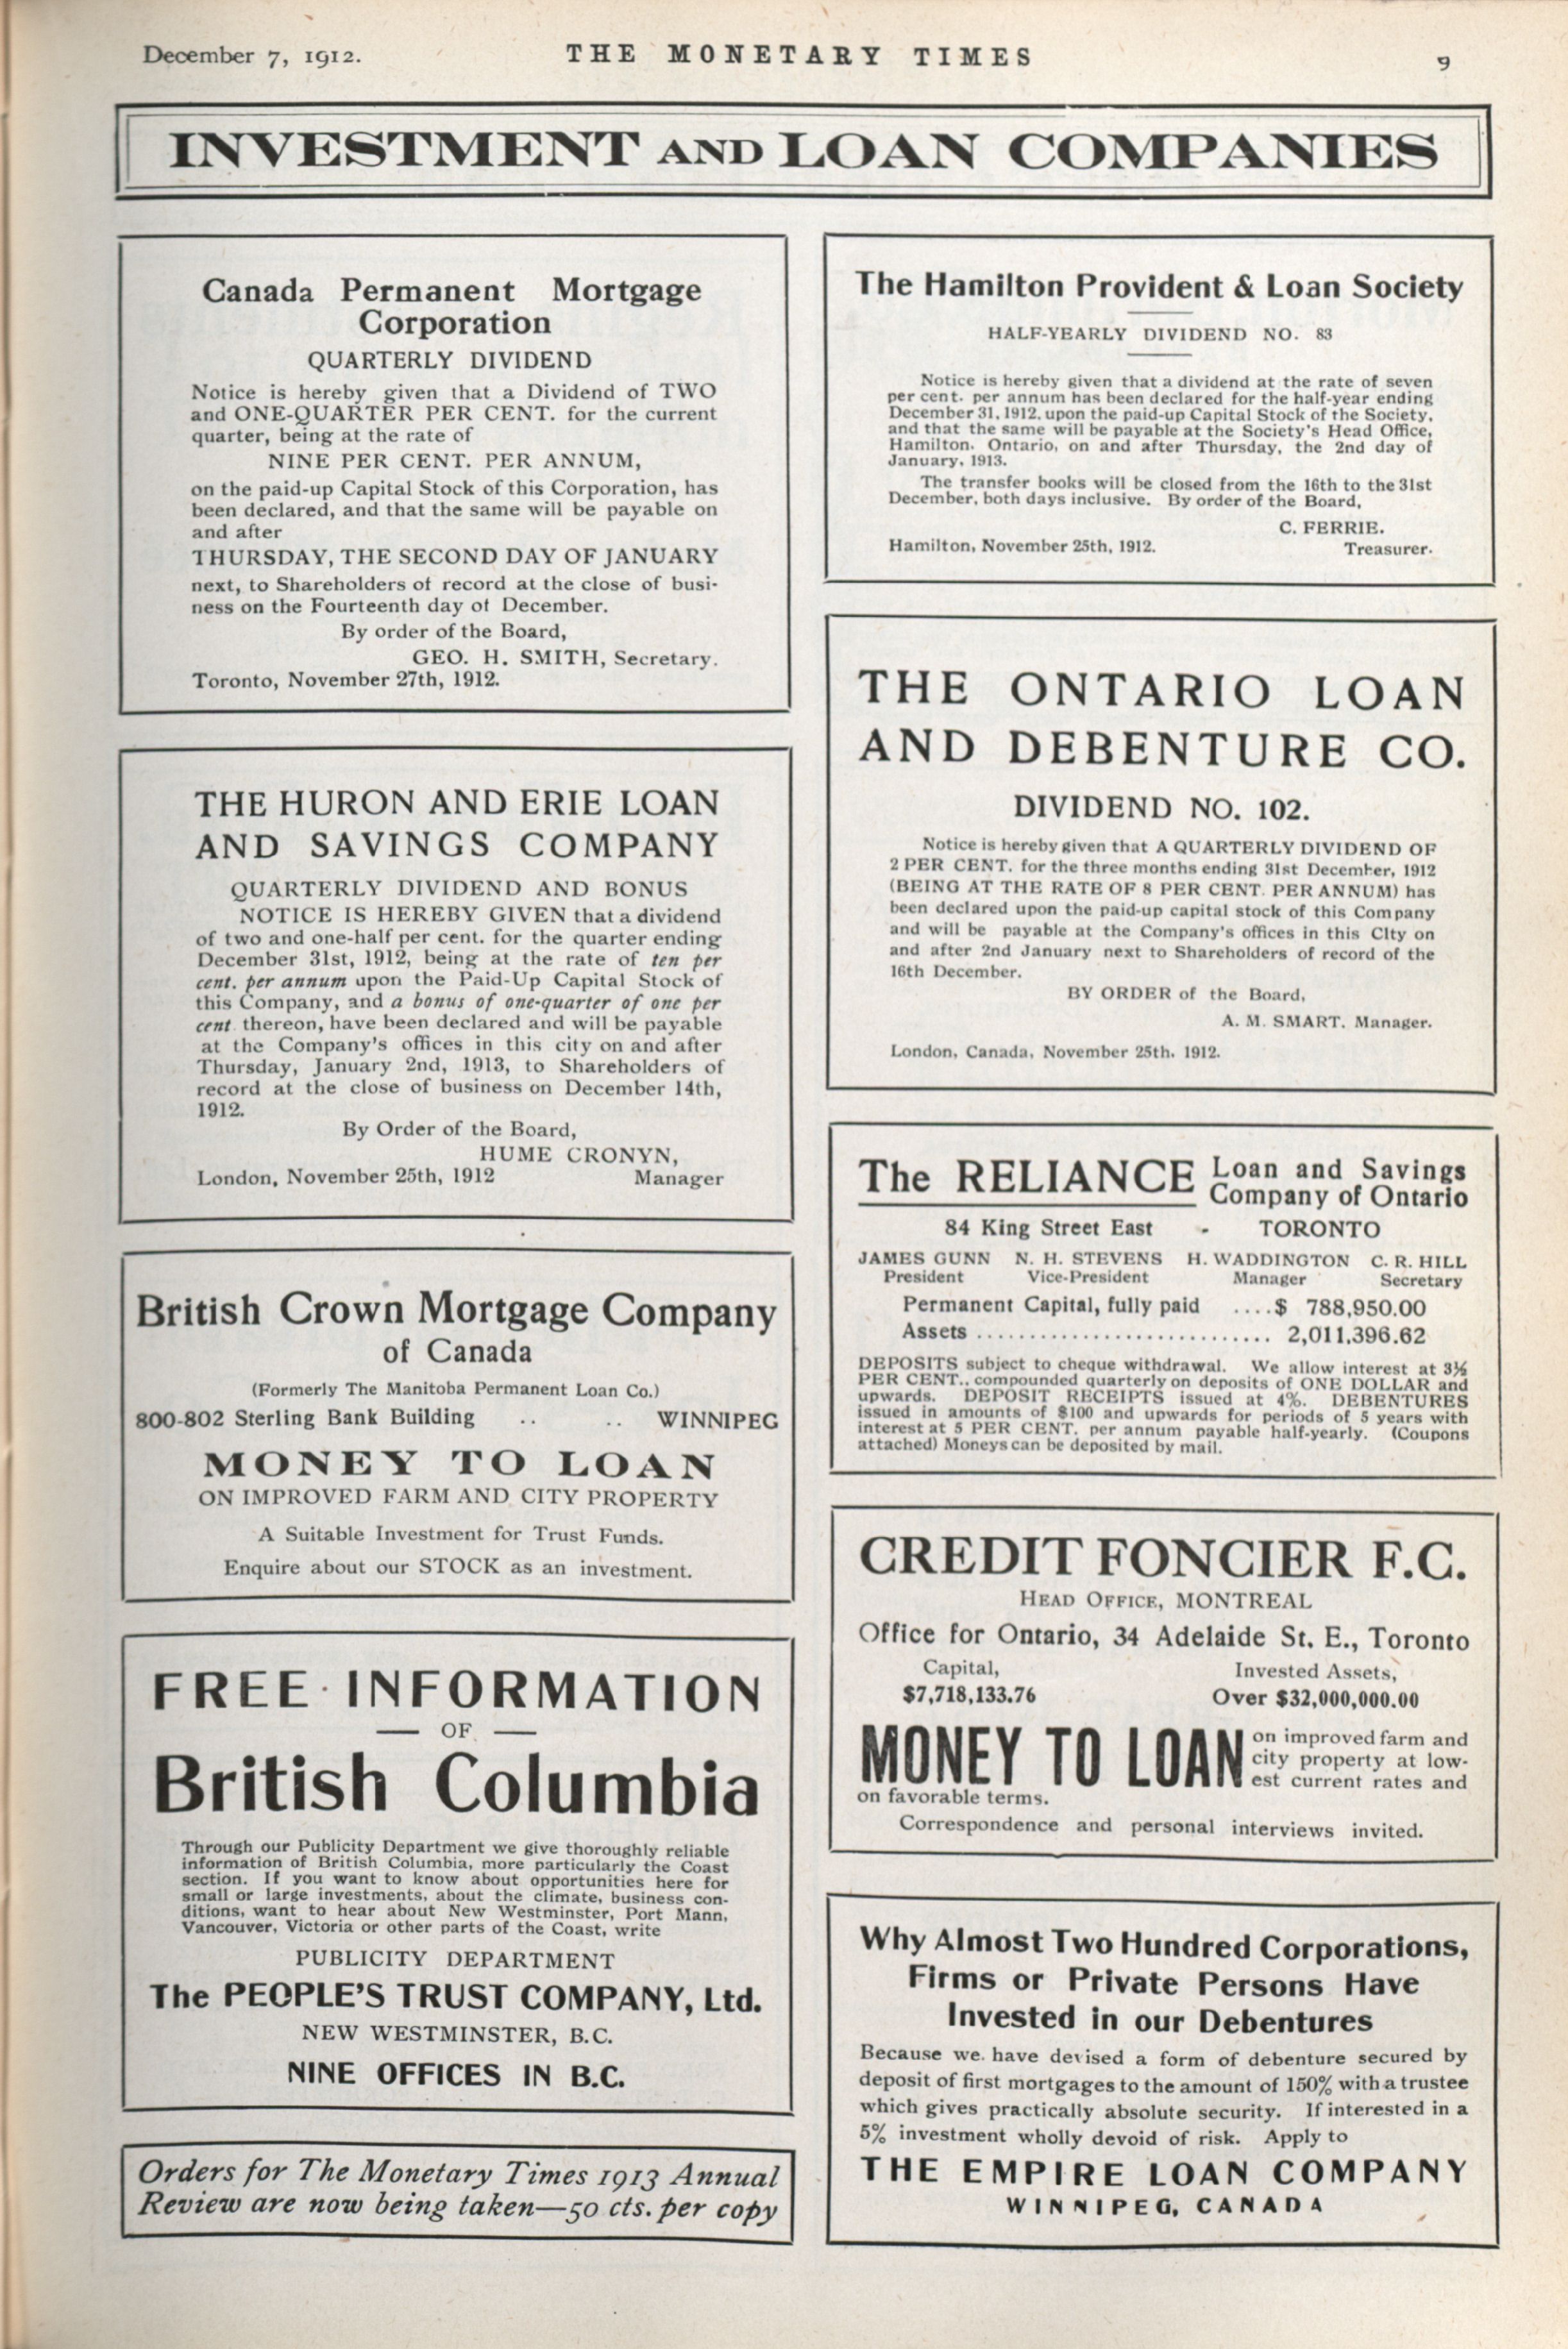 December 7, 1912.
THE MONETARY TIMES
9
INVESTMENT AND LOAN COMPANIES
Canada Permanent Mortgage
Corporation
QUARTERLY DIVIDEND
Notice is hereby given that a Dividend of TWO
and ONE-QUARTER PER CENT. for the current
quarter, being at the rate of
NINE PER CENT. PER ANNUM,
on the paid-up Capital Stock of this Corporation, has
been declared, and that the same will be payable on
and after
THURSDAY, THE SECOND DAY OF JANUARY
next, to Shareholders of record at the close of busi-
ness on the Fourteenth day of December.
By order of the Board,
GEO. H. SMITH, Secretary.
Toronto, November 27th, 1912.
THE HURON AND ERIE LOAN
AND SAVINGS COMPANY
QUARTERLY DIVIDEND AND BONUS
NOTICE IS HEREBY GIVEN that a dividend
of two and one-half per cent. for the quarter ending
December 31st, 1912, being at the rate of ten per
cent. per annum upon the Paid-Up Capital Stock of
this Company, and a bonus of one-quarter of one per
cent. thereon, have been declared and will be payable
at the Company's offices in this city on and after
Thursday, January 2nd, 1913, to Shareholders of
record at the close of business on December 14th,
1912.
By Order of the Board,
HUME CRONYN,
London, November 25th, 1912 Manager
British Crown Mortgage Company
of Canada
(Formerly The Manitoba Permanent Loan Co.)
800-802 Sterling Bank Building .. .. WINNIPEG
MONEY TO LOAN
ON IMPROVED FARM AND CITY PROPERTY
A Suitable Investment for Trust Funds.
Enquire about our STOCK as an investment.
FREE INFORMATION
— OF —
British Columbia
Through our Publicity Department we give thoroughly reliable
information of British Columbia, more particularly the Coast
section. If you want to know about opportunities here for
small or large investments, about the climate, business con-
ditions, want to hear about New Westminster, Port Mann,
Vancouver, Victoria or other parts of the Coast, write
PUBLICITY DEPARTMENT
The PEOPLE'S TRUST COMPANY, Ltd.
NEW WESTMINSTER, B.C.
NINE OFFICES IN B.C.
Orders for The Monetary Times 1913 Annual
Review are now being taken—50 cts. per copy
The Hamilton Provident & Loan Society
HALF-YEARLY DIVIDEND NO. 83
Notice is hereby given that a dividend at the rate of seven
per cent. per annum has been declared for the half-year ending
December 31, 1912, upon the paid-up Capital Stock of the Society,
and that the same will be payable at the Society's Head Office,
Hamilton, Ontario, on and after Thursday, the 2nd day of
January, 1913.
The transfer books will be closed from the 16th to the 31st
December, both days inclusive. By order of the Board,
C. FERRIE.
Hamilton, November 25th, 1912. Treasurer.
THE ONTARIO LOAN
AND DEBENTURE CO.
DIVIDEND NO. 102.
Notice is hereby given that A QUARTERLY DIVIDEND OF
2 PER CENT. for the three months ending 31st December, 1912
(BEING AT THE RATE OF 8 PER CENT. PER ANNUM) has
been declared upon the paid-up capital stock of this Company
and will be payable at the Company's offices in this City on
and after 2nd January next to Shareholders of record of the
16th December.
BY ORDER of the Board,
A. M. SMART. Manager.
London, Canada, November 25th. 1912.
The RELIANCE Loan and Savings
Company of Ontario
84 King Street East - TORONTO
JAMES GUNN N. H. STEVENS H. WADDINGTON C. R. HILL
President Vice-President Manager Secretary
Permanent Capital, fully paid ....$ 788,950.00
Assets ............................ 2,011,396.62
DEPOSITS subject to cheque withdrawal. We allow interest at 3½
PER CENT., compounded quarterly on deposits of ONE DOLLAR and
upwards. DEPOSIT RECEIPTS issued at 4%. DEBENTURES
issued in amounts of $100 and upwards for periods of 5 years with
interest at 5 PER CENT. per annum payable half-yearly. (Coupons
attached) Moneys can be deposited by mail.
CREDIT FONCIER F.C.
HEAD OFFICE, MONTREAL
Office for Ontario, 34 Adelaide St. E., Toronto
Capital, Invested Assets,
$7,718,133.76 Over $32,000,000.00
MONEY TO LOAN on improved farm and
city property at low-
est current rates and
on favorable terms.
Correspondence and personal interviews invited.
Why Almost Two Hundred Corporations,
Firms or Private Persons Have
Invested in our Debentures
Because we have devised a form of debenture secured by
deposit of first mortgages to the amount of 150% with a trustee
which gives practically absolute security. If interested in a
5% investment wholly devoid of risk. Apply to
THE EMPIRE LOAN COMPANY
WINNIPEG, CANADA